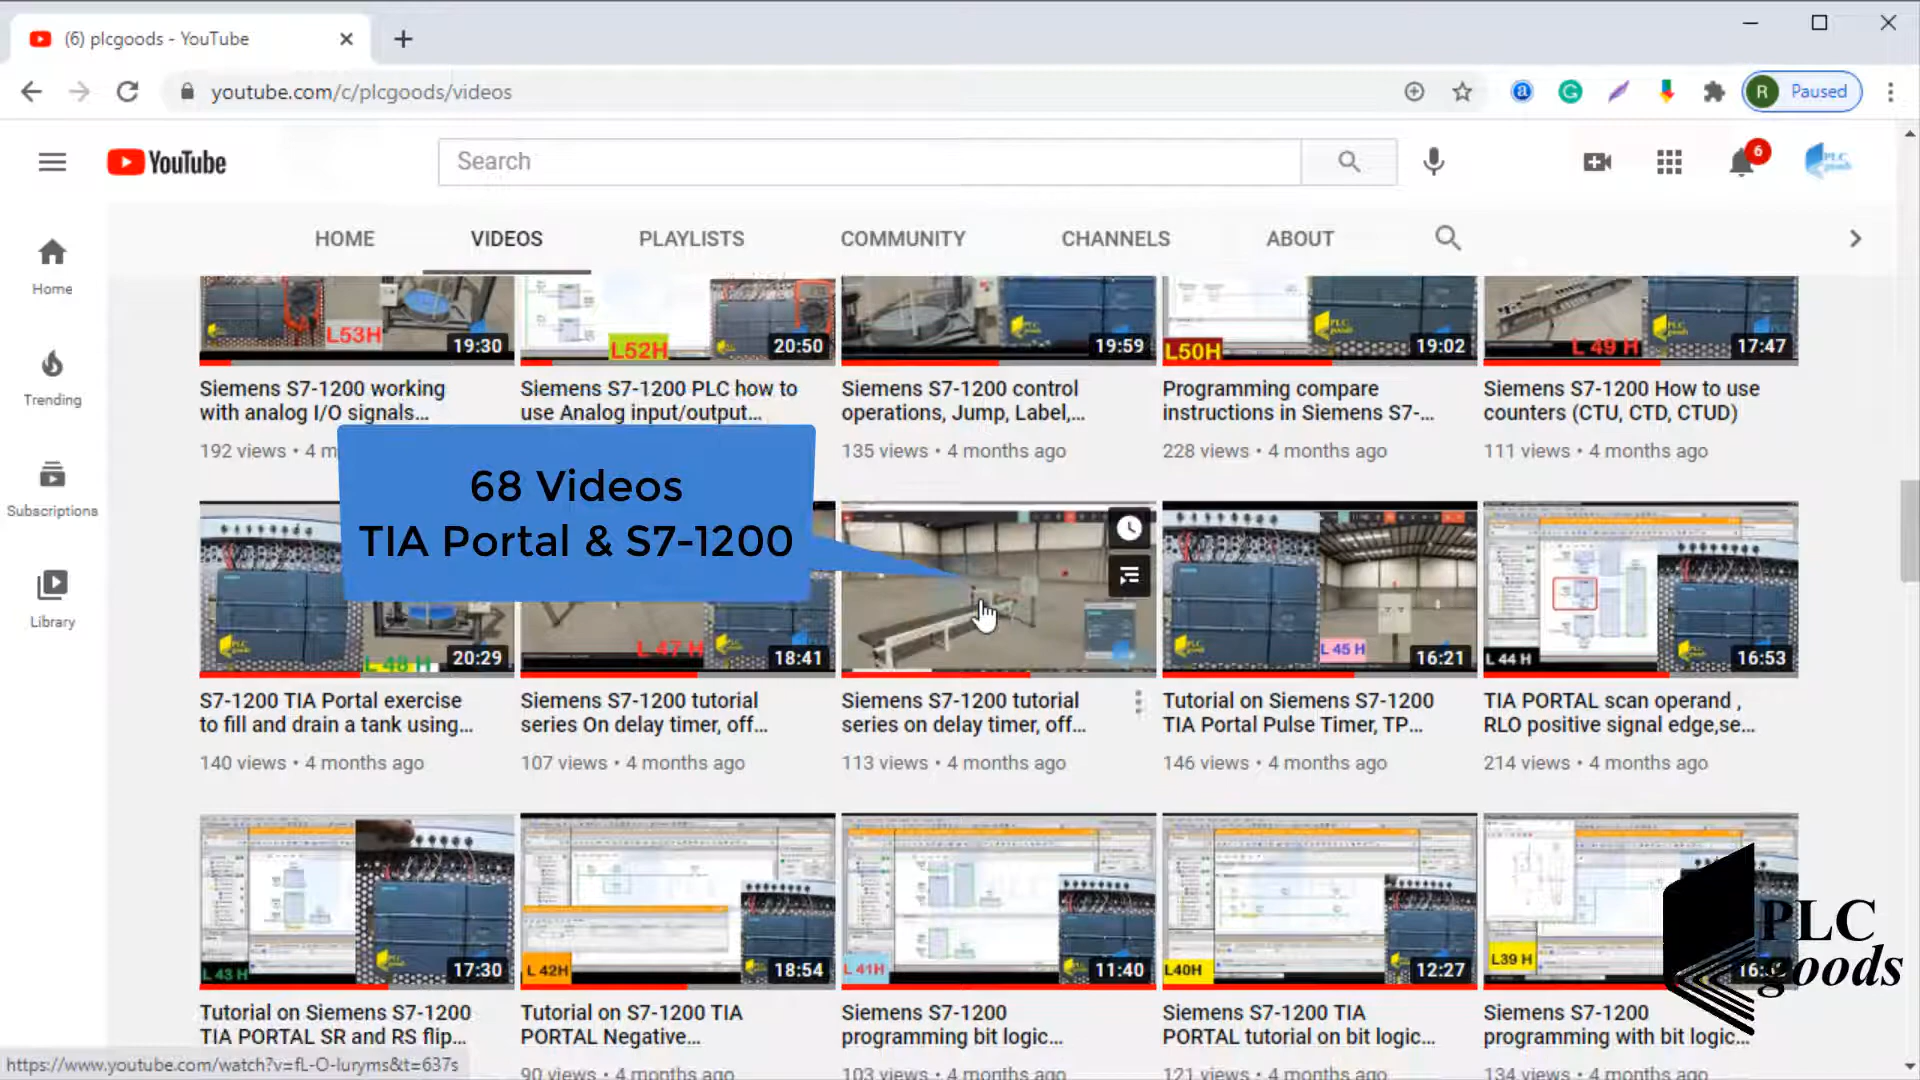 (6) plcgoods - YouTube
youtube.com/c/plcgoods/videos
R Paused
YouTube
Search
6
HOME VIDEOS PLAYLISTS COMMUNITY CHANNELS ABOUT
Home
Trending
Subscriptions
Library
L53H 19:30
L52H 20:50
19:59
L50H 19:02
L 49 H 17:47
Siemens S7-1200 working
with analog I/O signals...
192 views • 4 m
Siemens S7-1200 PLC how to
use Analog input/output...
Siemens S7-1200 control
operations, Jump, Label,...
135 views • 4 months ago
Programming compare
instructions in Siemens S7-...
228 views • 4 months ago
Siemens S7-1200 How to use
counters (CTU, CTD, CTUD)
111 views • 4 months ago
68 Videos
TIA Portal & S7-1200
L 48 H 20:29
L 47 H 18:41
L 45 H 16:21
L 44 H 16:53
S7-1200 TIA Portal exercise
to fill and drain a tank using...
140 views • 4 months ago
Siemens S7-1200 tutorial
series On delay timer, off...
107 views • 4 months ago
Siemens S7-1200 tutorial
series on delay timer, off...
113 views • 4 months ago
Tutorial on Siemens S7-1200
TIA Portal Pulse Timer, TP...
146 views • 4 months ago
TIA PORTAL scan operand ,
RLO positive signal edge,se...
214 views • 4 months ago
L 43 H 17:30
L 42H 18:54
L 41H 11:40
L40H 12:27
L39 H
Tutorial on Siemens S7-1200
TIA PORTAL SR and RS flip...
Tutorial on S7-1200 TIA
PORTAL Negative...
90 views • 4 months ago
Siemens S7-1200
programming bit logic...
103 views • 4 months ago
Siemens S7-1200 TIA
PORTAL tutorial on bit logic...
121 views • 4 months ago
Siemens S7-1200
programming with bit logic...
134 views • 4 months ago
PLC
goods
https://www.youtube.com/watch?v=fL-O-luryms&t=637s